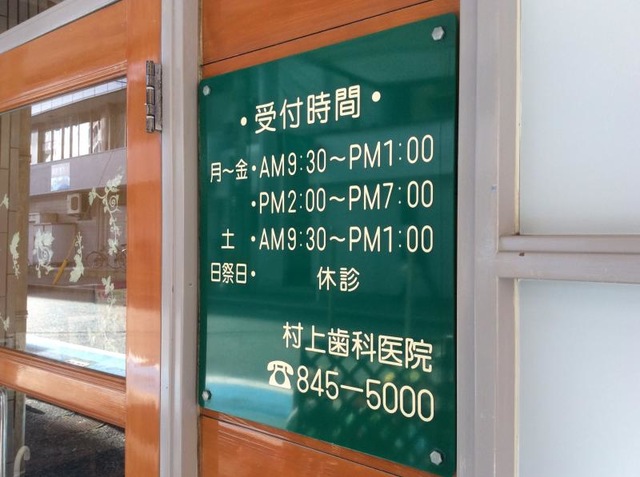 ・受付時間・
月〜金・AM9:30〜PM1:00
・PM2:00〜PM7:00
土・AM9:30〜PM1:00
日祭日・ 休診
村上歯科医院
☎845-5000